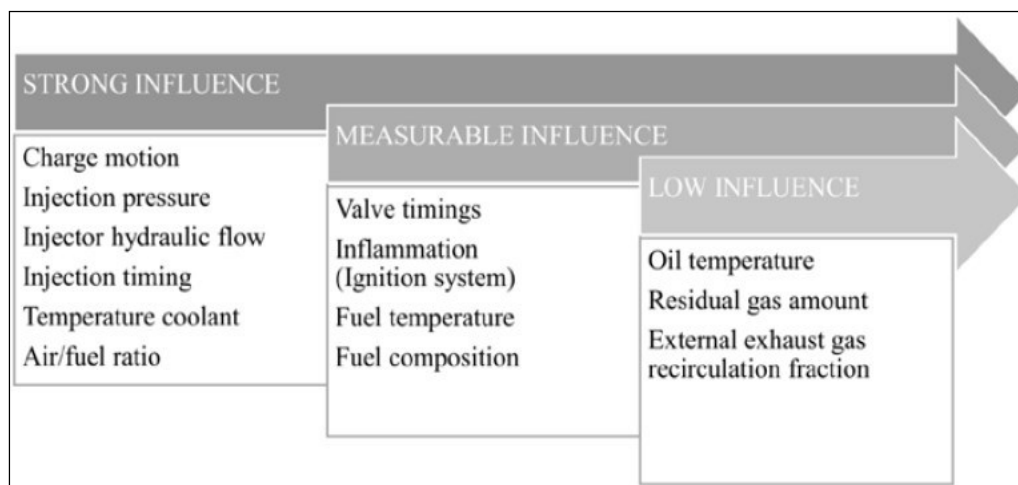 STRONG INFLUENCE
Charge motion
Injection pressure
Injector hydraulic flow
Injection timing
Temperature coolant
Air/fuel ratio
MEASURABLE INFLUENCE
Valve timings
Inflammation
(Ignition system)
Fuel temperature
Fuel composition
LOW INFLUENCE
Oil temperature
Residual gas amount
External exhaust gas
recirculation fraction